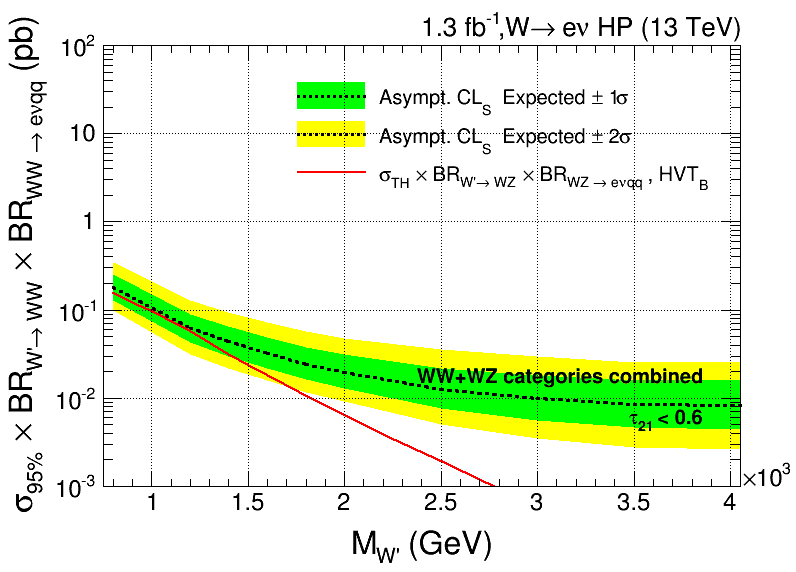 1.3 fb-1,W→ eν HP (13 TeV)
σ95% × BRW'→ WW × BRWW → eνqq (pb)
102
10
1
10-1
10-2
10-3
Asympt. CLS Expected ± 1σ
Asympt. CLS Expected ± 2σ
σTH × BRW'→ WZ × BRWZ → eνqq , HVTB
WW+WZ categories combined
τ21 < 0.6
×103
1 1.5 2 2.5 3 3.5 4
MW' (GeV)